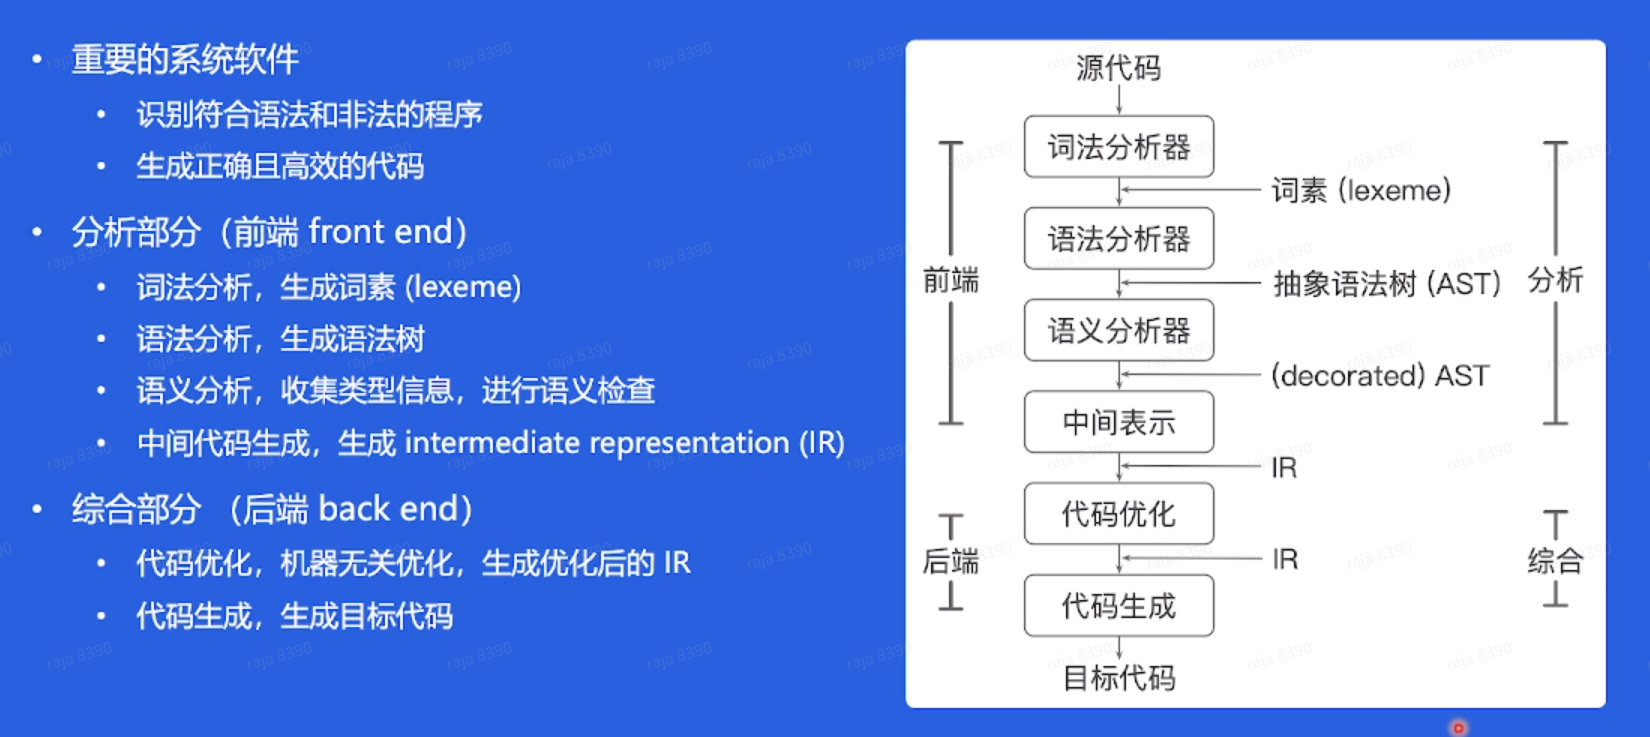 • 重要的系统软件
• 识别符合语法和非法的程序
• 生成正确且高效的代码
• 分析部分（前端 front end）
• 词法分析，生成词素 (lexeme)
• 语法分析，生成语法树
• 语义分析，收集类型信息，进行语义检查
• 中间代码生成，生成 intermediate representation (IR)
• 综合部分 （后端 back end）
• 代码优化，机器无关优化，生成优化后的 IR
• 代码生成，生成目标代码
源代码
词法分析器
词素 (lexeme)
语法分析器
前端
抽象语法树 (AST)
分析
语义分析器
(decorated) AST
中间表示
IR
代码优化
后端
IR
综合
代码生成
目标代码
raja 8390